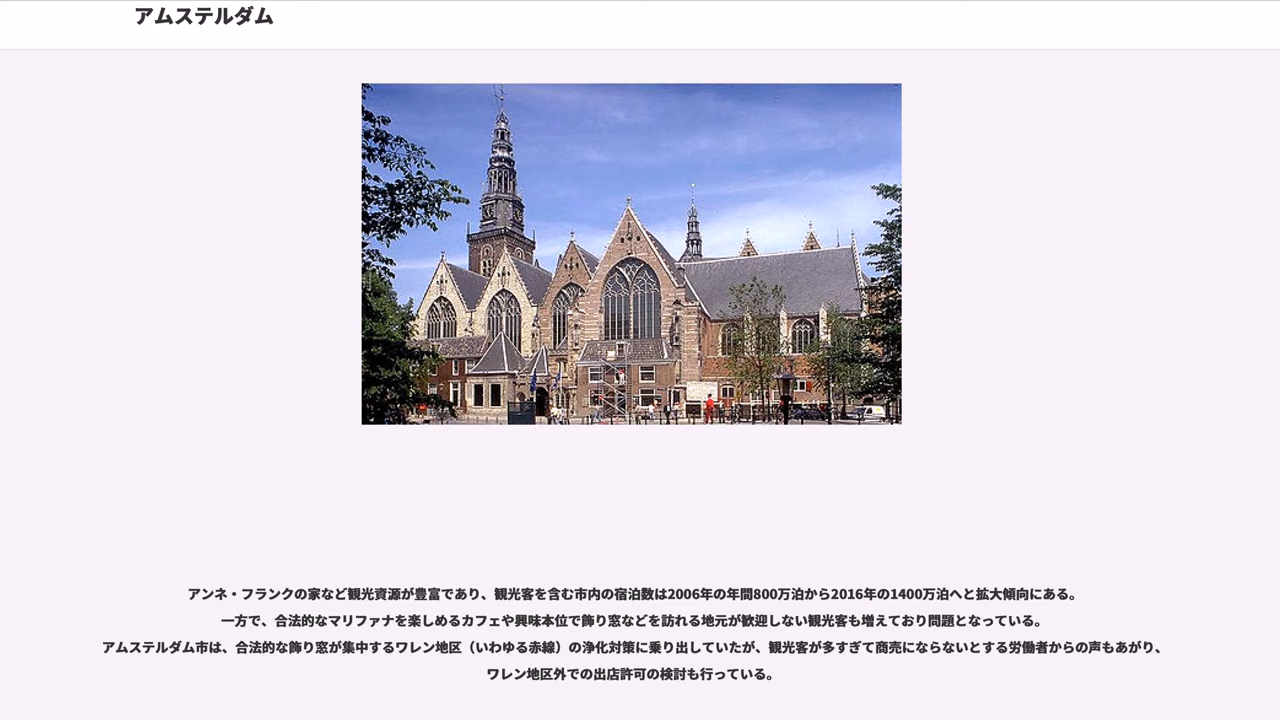 アムステルダム
アンネ・フランクの家など観光資源が豊富であり、観光客を含む市内の宿泊数は2006年の年間800万泊から2016年の1400万泊へと拡大傾向にある。
一方で、合法的なマリファナを楽しめるカフェや興味本位で飾り窓などを訪れる地元が歓迎しない観光客も増えており問題となっている。
アムステルダム市は、合法的な飾り窓が集中するワレン地区（いわゆる赤線）の浄化対策に乗り出していたが、観光客が多すぎて商売にならないとする労働者からの声もあがり、
ワレン地区外での出店許可の検討も行っている。